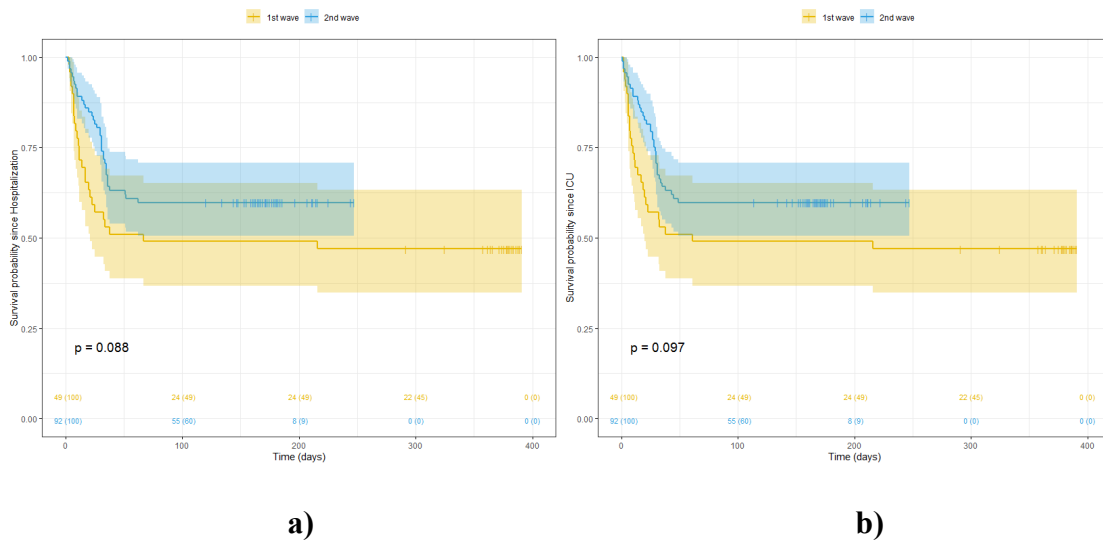 1st wave 2nd wave
Survival probability since Hospitalization
1.00
0.75
0.50
0.25
0.00
p = 0.088
49 (100) 24 (49) 24 (49) 22 (45) 0 (0)
92 (100) 55 (60) 8 (9) 0 (0) 0 (0)
0 100 200 300 400
Time (days)
a)
1st wave 2nd wave
Survival probability since ICU
1.00
0.75
0.50
0.25
0.00
p = 0.097
49 (100) 24 (49) 24 (49) 22 (45) 0 (0)
92 (100) 55 (60) 8 (9) 0 (0) 0 (0)
0 100 200 300 400
Time (days)
b)